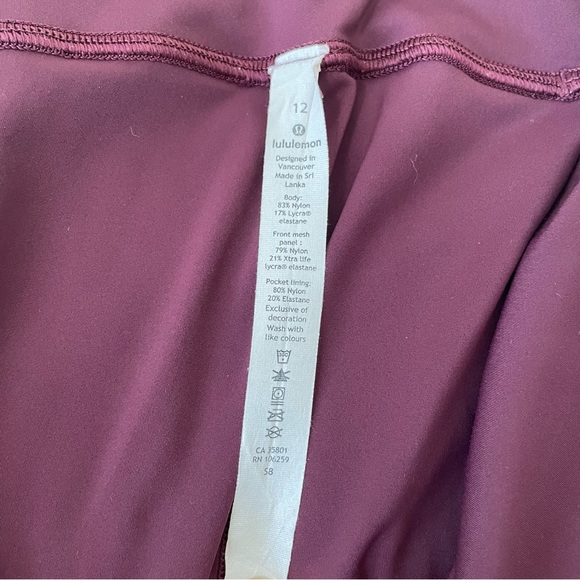 12
lululemon
Designed in
Vancouver
Made in Sri
Lanka
Body:
83% Nylon
17% Lycra®
elastane
Front mesh
panel :
79% Nylon
21% Xtra life
lycra® elastane
Pocket lining:
80% Nylon
20% Elastane
Exclusive of
decoration
Wash with
like colours
CA 35801
RN 106259
S8